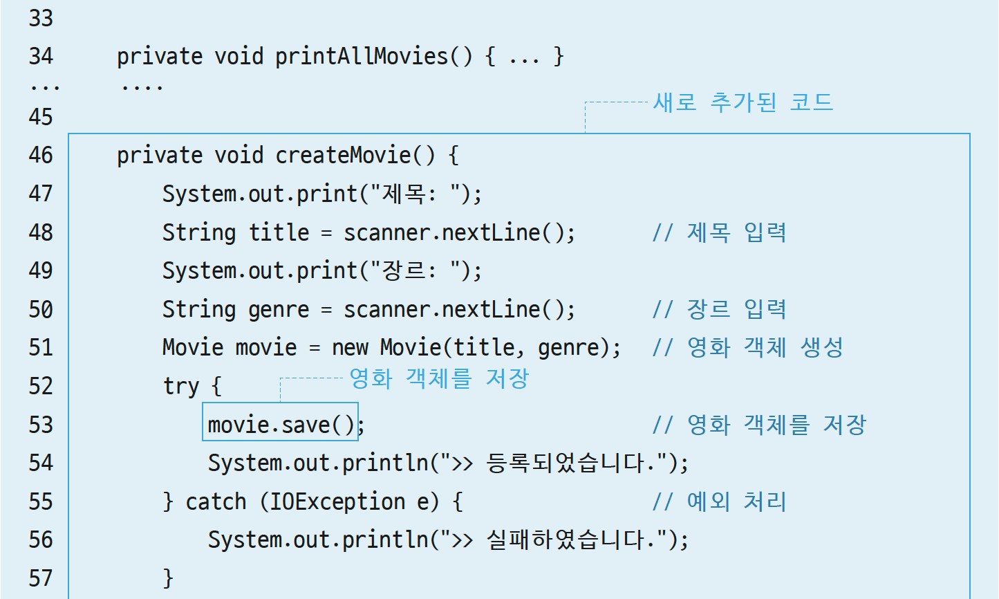 33
34 private void printAllMovies() { ... }
... ....
새로 추가된 코드
45
46 private void createMovie() {
47 System.out.print("제목: ");
48 String title = scanner.nextLine(); // 제목 입력
49 System.out.print("장르: ");
50 String genre = scanner.nextLine(); // 장르 입력
51 Movie movie = new Movie(title, genre); // 영화 객체 생성
52 try {
영화 객체를 저장
53 movie.save(); // 영화 객체를 저장
54 System.out.println(">> 등록되었습니다.");
55 } catch (IOException e) { // 예외 처리
56 System.out.println(">> 실패하였습니다.");
57 }